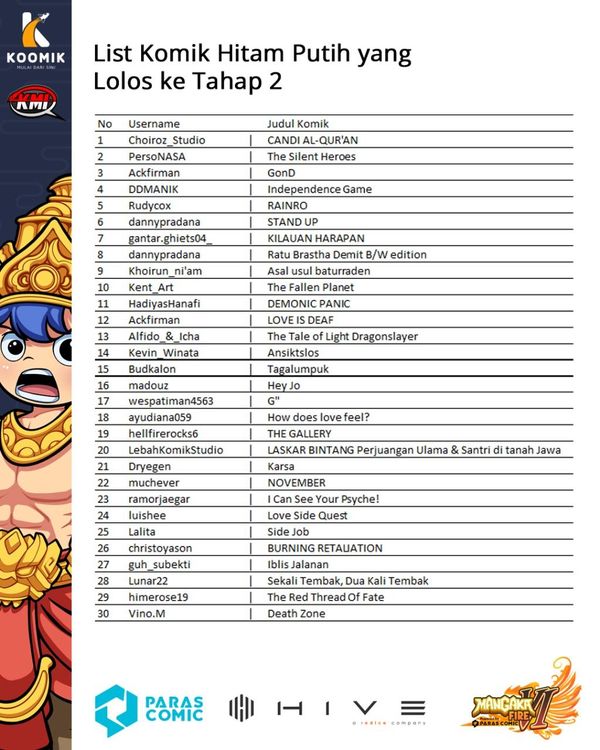 KOOMIK
MULAI DARI SINI
KMI
List Komik Hitam Putih yang
Lolos ke Tahap 2
No Username Judul Komik
1 Choiroz_Studio | CANDI AL-QUR'AN
2 PersoNASA | The Silent Heroes
3 Ackfirman | GonD
4 DDMANIK | Independence Game
5 Rudycox | RAINRO
6 dannypradana | STAND UP
7 gantar.ghiets04_ | KILAUAN HARAPAN
8 dannypradana | Ratu Brastha Demit B/W edition
9 Khoirun_ni'am | Asal usul baturraden
10 Kent_Art | The Fallen Planet
11 HadiyasHanafi | DEMONIC PANIC
12 Ackfirman | LOVE IS DEAF
13 Alfido_&_Icha | The Tale of Light Dragonslayer
14 Kevin_Winata | Ansiktslos
15 Budkalon | Tagalumpuk
16 madouz | Hey Jo
17 wespatiman4563 | G"
18 ayudiana059 | How does love feel?
19 hellfirerocks6 | THE GALLERY
20 LebahKomikStudio | LASKAR BINTANG Perjuangan Ulama & Santri di tanah Jawa
21 Dryegen | Karsa
22 muchever | NOVEMBER
23 ramorjaegar | I Can See Your Psyche!
24 luishee | Love Side Quest
25 Lalita | Side Job
26 christoyason | BURNING RETALIATION
27 guh_subekti | Iblis Jalanan
28 Lunar22 | Sekali Tembak, Dua Kali Tembak
29 himerose19 | The Red Thread Of Fate
30 Vino.M | Death Zone
PARAS
COMIC
HIVE
a redice company
MANGAKA
FIRE VI
PARAS COMIC